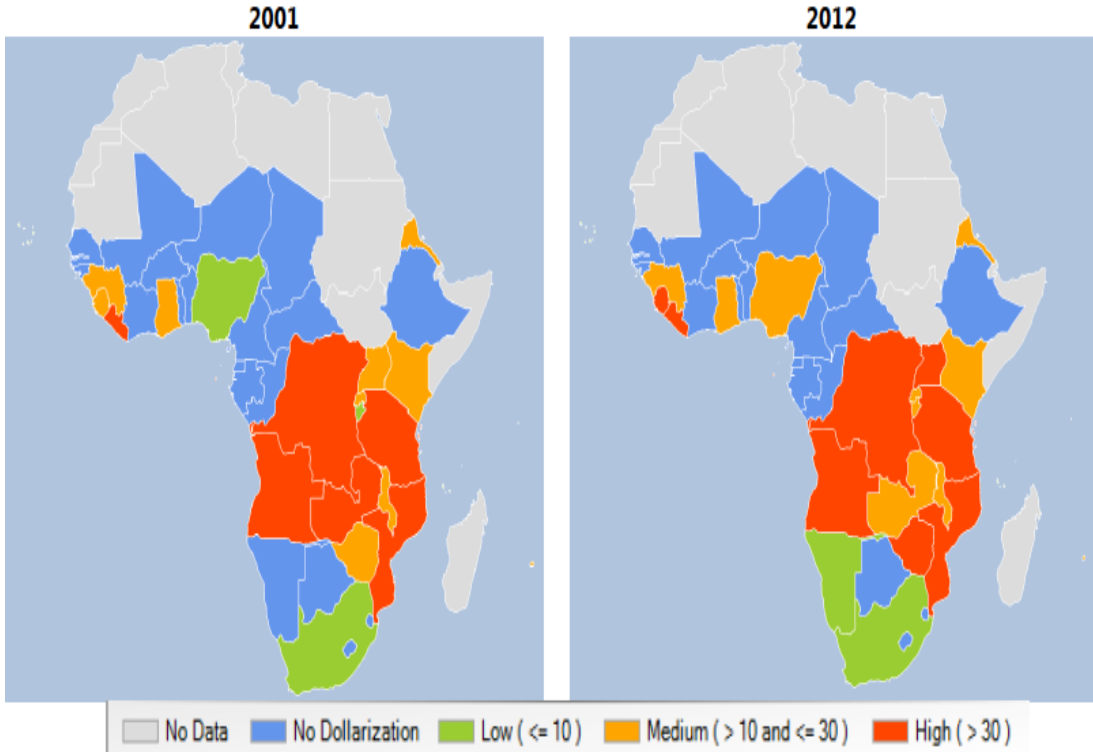 2001 2012
No Data No Dollarization Low ( <= 10 ) Medium ( > 10 and <= 30 ) High ( > 30 )